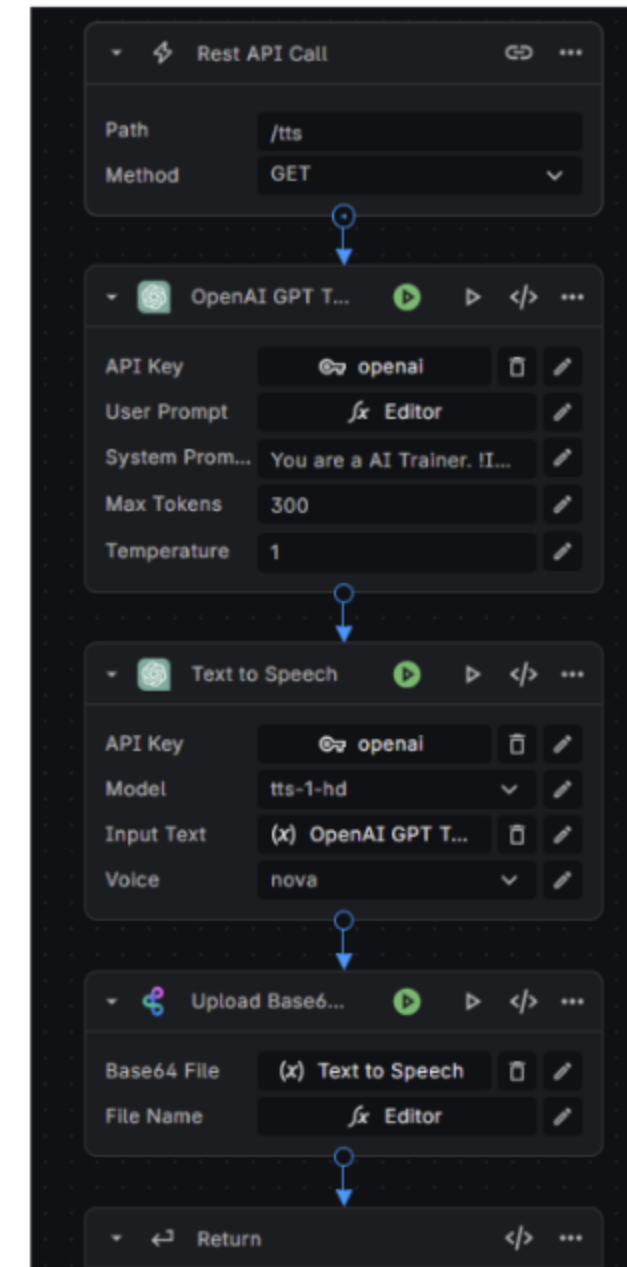 Rest API Call
Path /tts
Method GET
OpenAI GPT T...
API Key openai
User Prompt fx Editor
System Prom... You are a AI Trainer. !I...
Max Tokens 300
Temperature 1
Text to Speech
API Key openai
Model tts-1-hd
Input Text (x) OpenAI GPT T...
Voice nova
Upload Base6...
Base64 File (x) Text to Speech
File Name fx Editor
Return